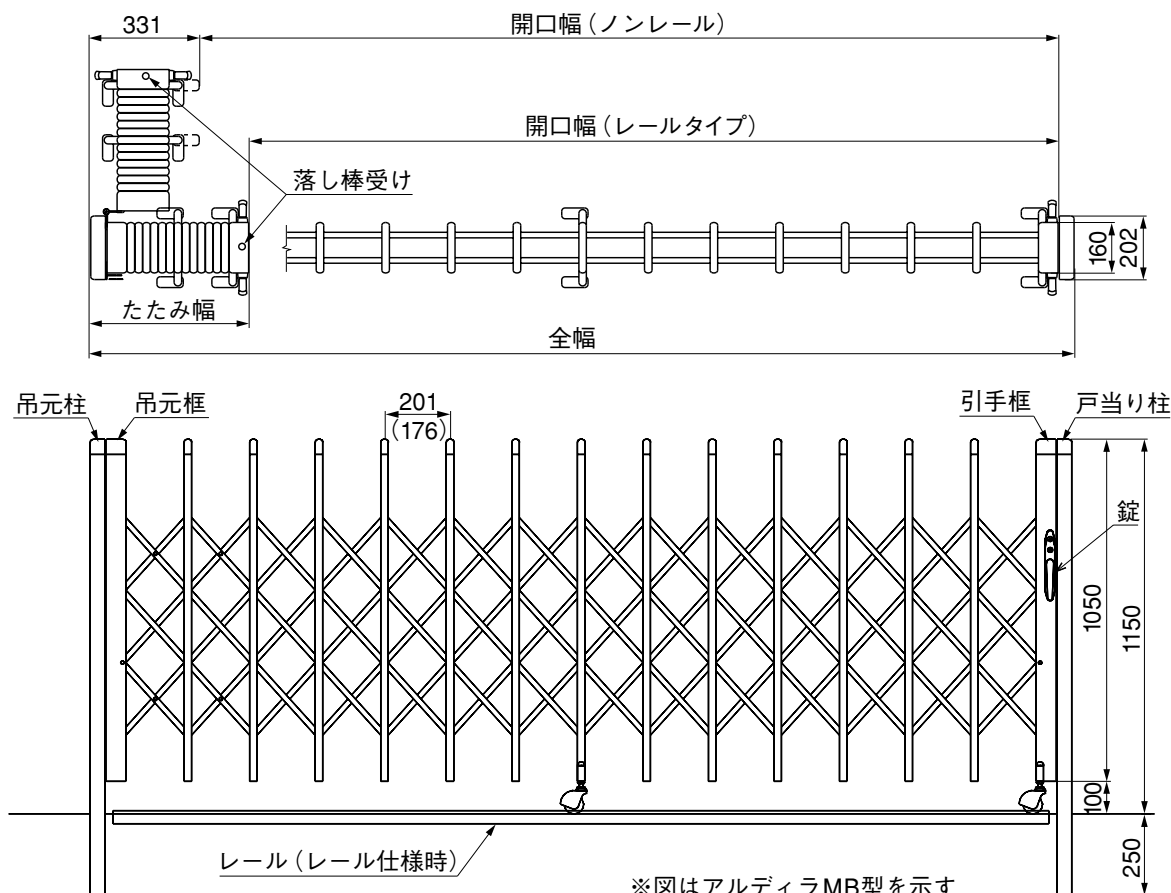 331
開口幅（ノンレール）
開口幅（レールタイプ）
落し棒受け
160
202
たたみ幅
全幅
吊元柱
吊元框
201
(176)
引手框
戸当り柱
錠
1050
1150
100
250
レール（レール仕様時）
※図はアルディラMB型を示す